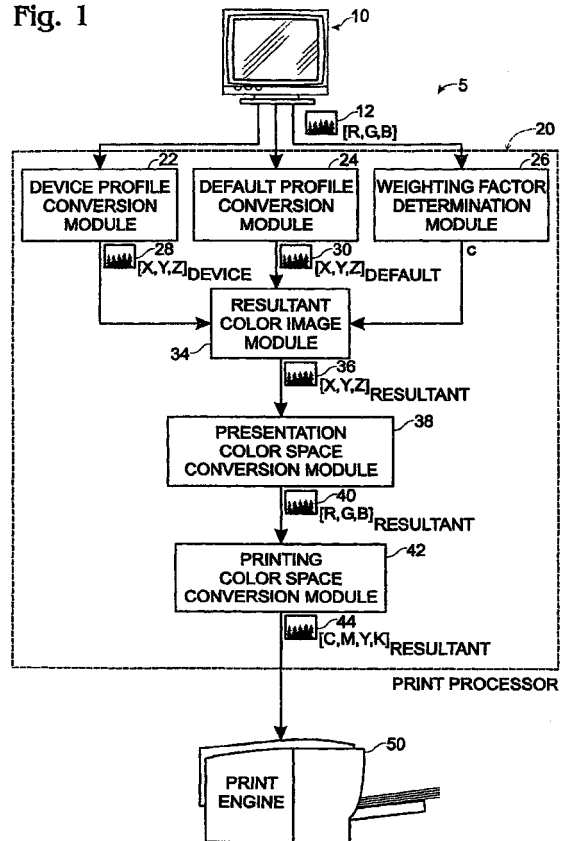 Fig. 1
10
5
12
[R,G,B]
20
22
DEVICE PROFILE
CONVERSION
MODULE
24
DEFAULT PROFILE
CONVERSION
MODULE
26
WEIGHTING FACTOR
DETERMINATION
MODULE
28
[X,Y,Z]DEVICE
30
[X,Y,Z]DEFAULT
c
RESULTANT
COLOR IMAGE
MODULE
34
36
[X,Y,Z]RESULTANT
38
PRESENTATION
COLOR SPACE
CONVERSION MODULE
40
[R,G,B]RESULTANT
42
PRINTING
COLOR SPACE
CONVERSION MODULE
44
[C,M,Y,K]RESULTANT
PRINT PROCESSOR
50
PRINT
ENGINE